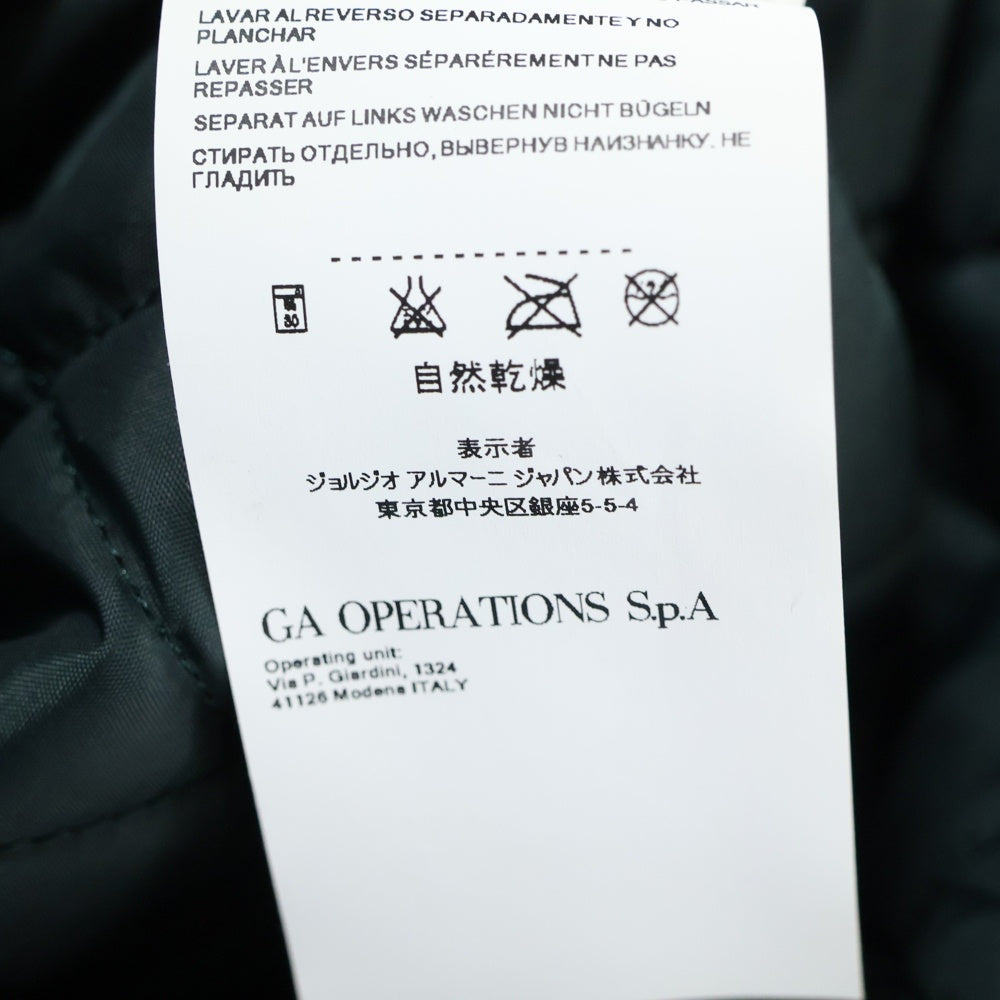 PASSAR
LAVAR AL REVERSO SEPARADAMENTE Y NO
PLANCHAR
LAVER À L'ENVERS SÉPARÉREMENT NE PAS
REPASSER
SEPARAT AUF LINKS WASCHEN NICHT BÜGELN
СТИРАТЬ ОТДЕЛЬНО, ВЫВЕРНУВ НАИЗНАНКУ. НЕ
ГЛАДИТЬ
30
自然乾燥
表示者
ジョルジオ アルマーニ ジャパン株式会社
東京都中央区銀座5-5-4
GA OPERATIONS S.p.A
Operating unit:
Via P. Giardini, 1324
41126 Modena ITALY